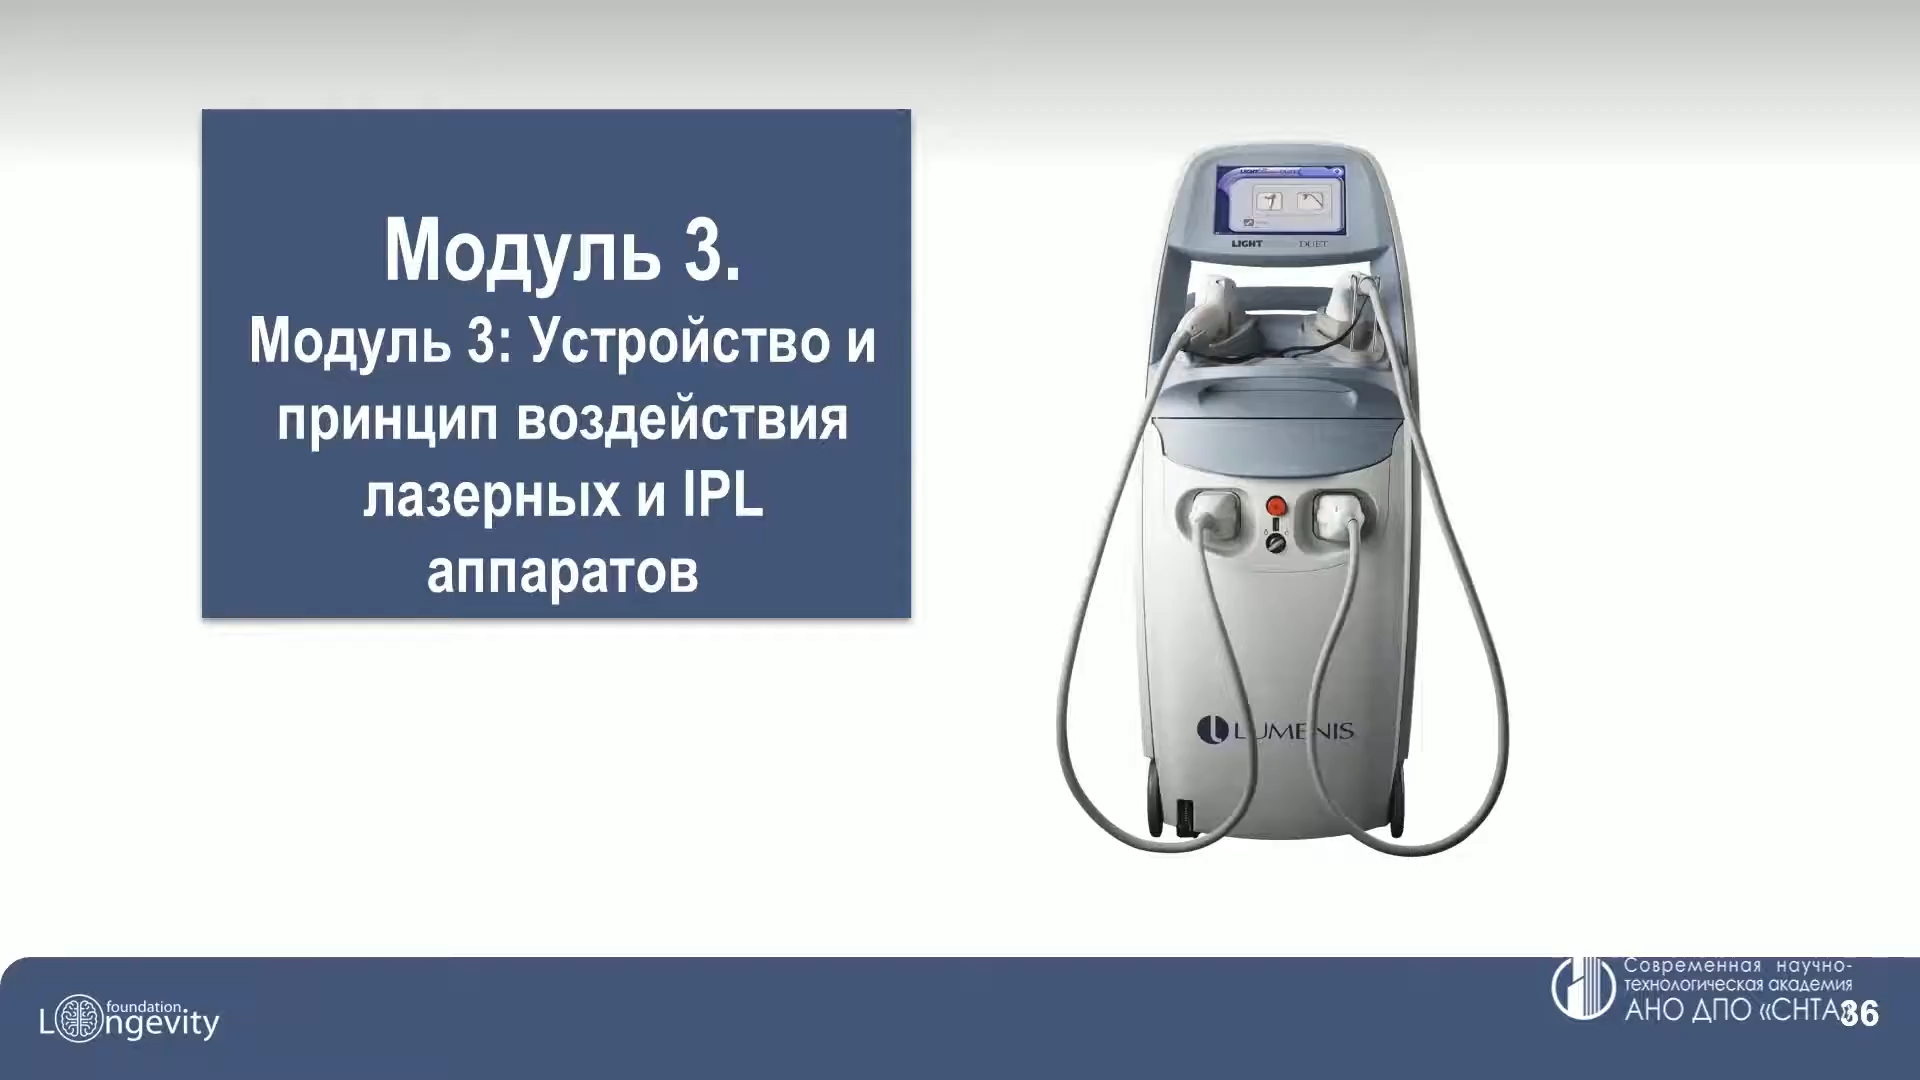 Модуль 3.
Модуль 3: Устройство и
принцип воздействия
лазерных и IPL
аппаратов
LIGHT DUET
LUMENIS
foundation
Longevity
Современная научно-
технологическая академия
АНО ДПО «СНТА»
36